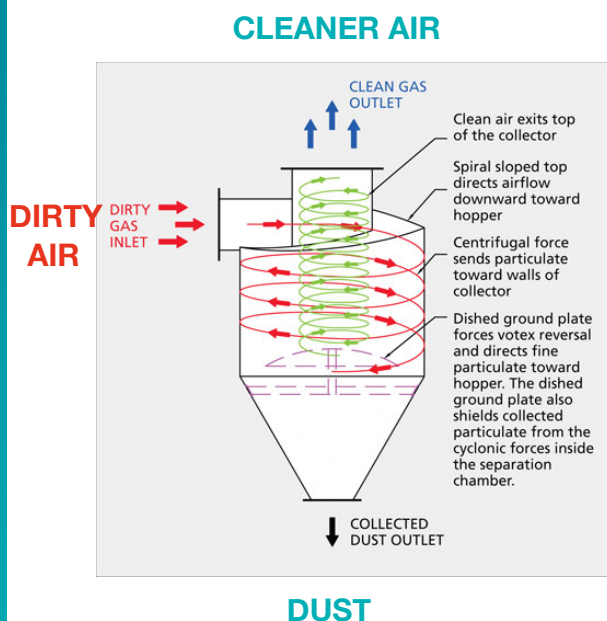 CLEANER AIR
CLEAN GAS
OUTLET
Clean air exits top
of the collector
Spiral sloped top
directs airflow
downward toward
hopper
DIRTY
AIR
DIRTY
GAS
INLET
Centrifugal force
sends particulate
toward walls of
collector
Dished ground plate
forces votex reversal
and directs fine
particulate toward
hopper. The dished
ground plate also
shields collected
particulate from the
cyclonic forces inside
the separation
chamber.
COLLECTED
DUST OUTLET
DUST